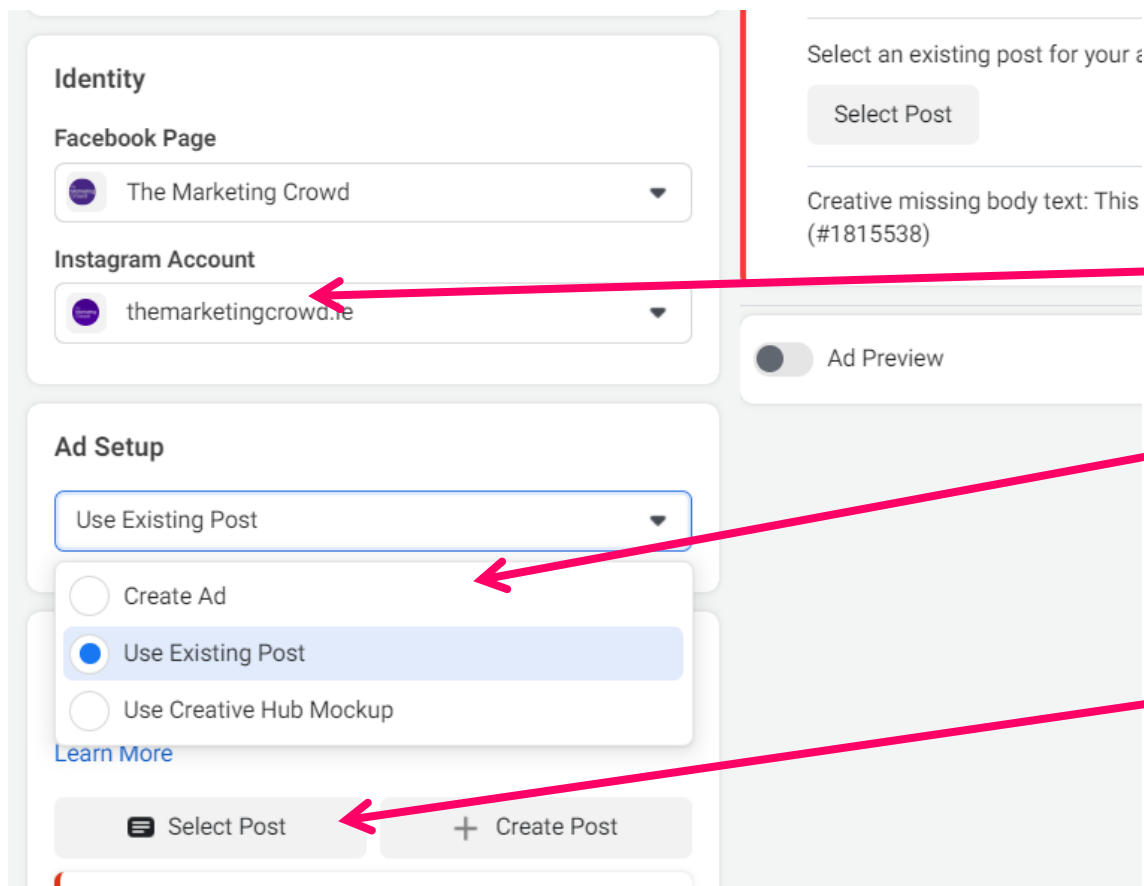 Identity
Facebook Page
The Marketing Crowd
Instagram Account
themarketingcrowd.ie
Ad Setup
Use Existing Post
Create Ad
Use Existing Post
Use Creative Hub Mockup
Learn More
Select Post
Create Post
Select an existing post for your a
Select Post
Creative missing body text: This
(#1815538)
Ad Preview